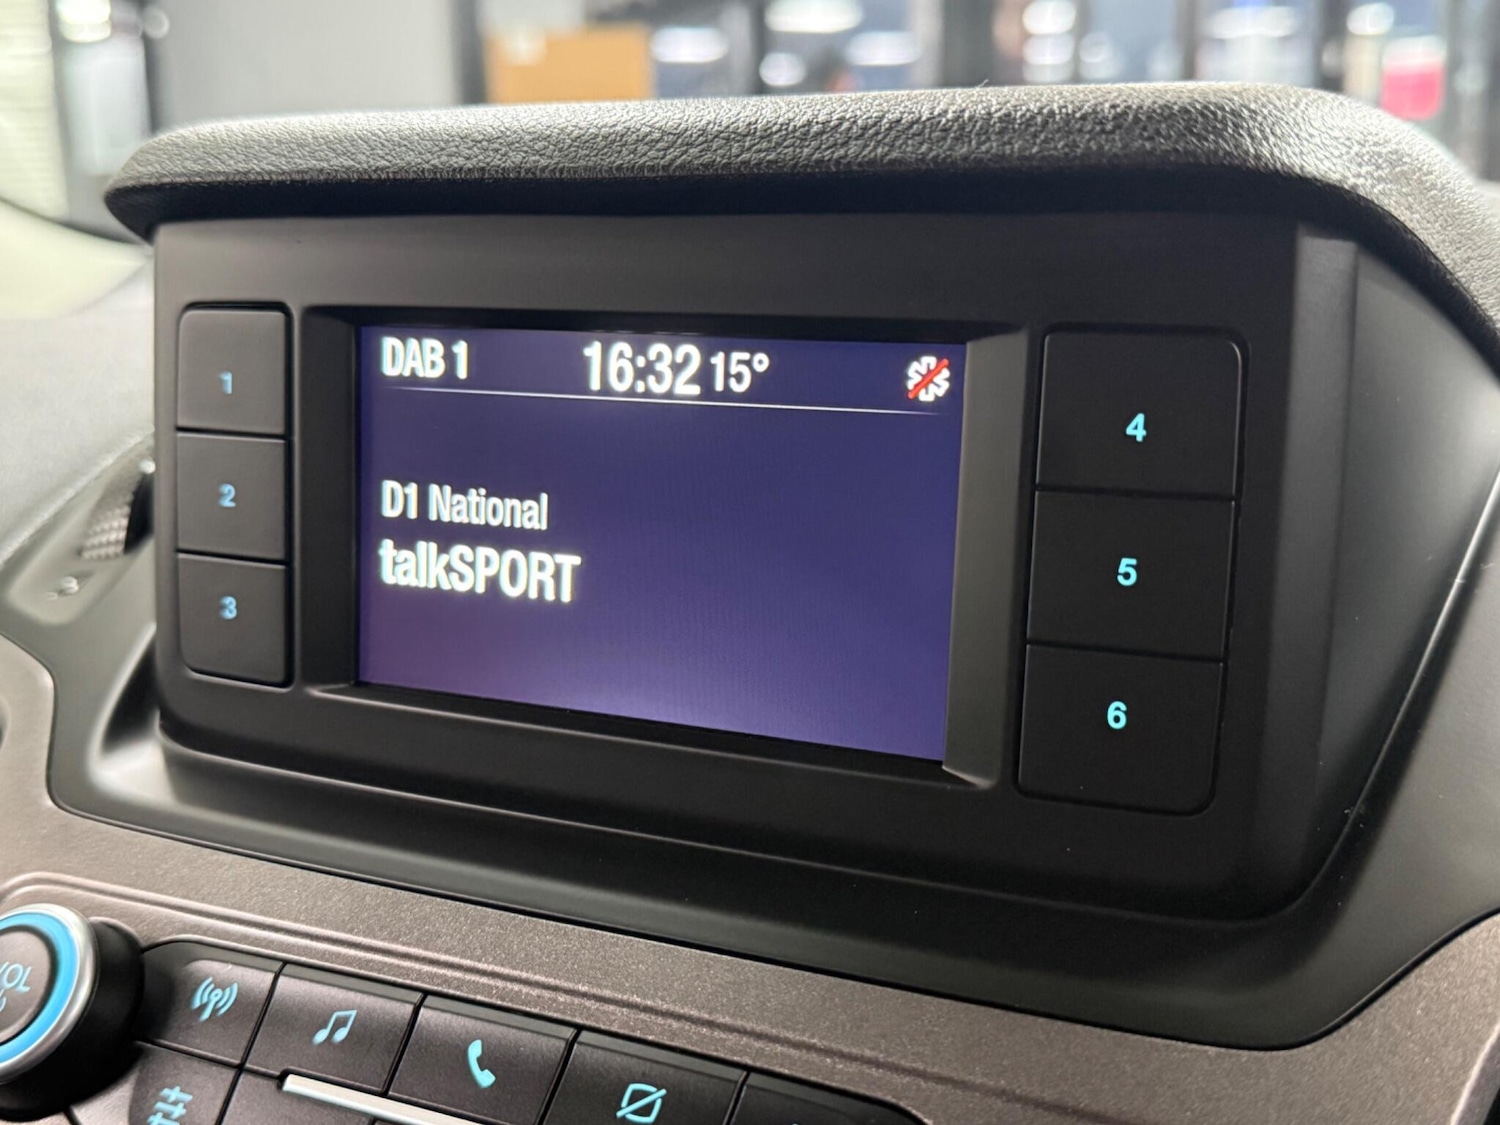 DAB 1 16:32 15°
D1 National
talkSPORT
1
2
3
4
5
6
VOL